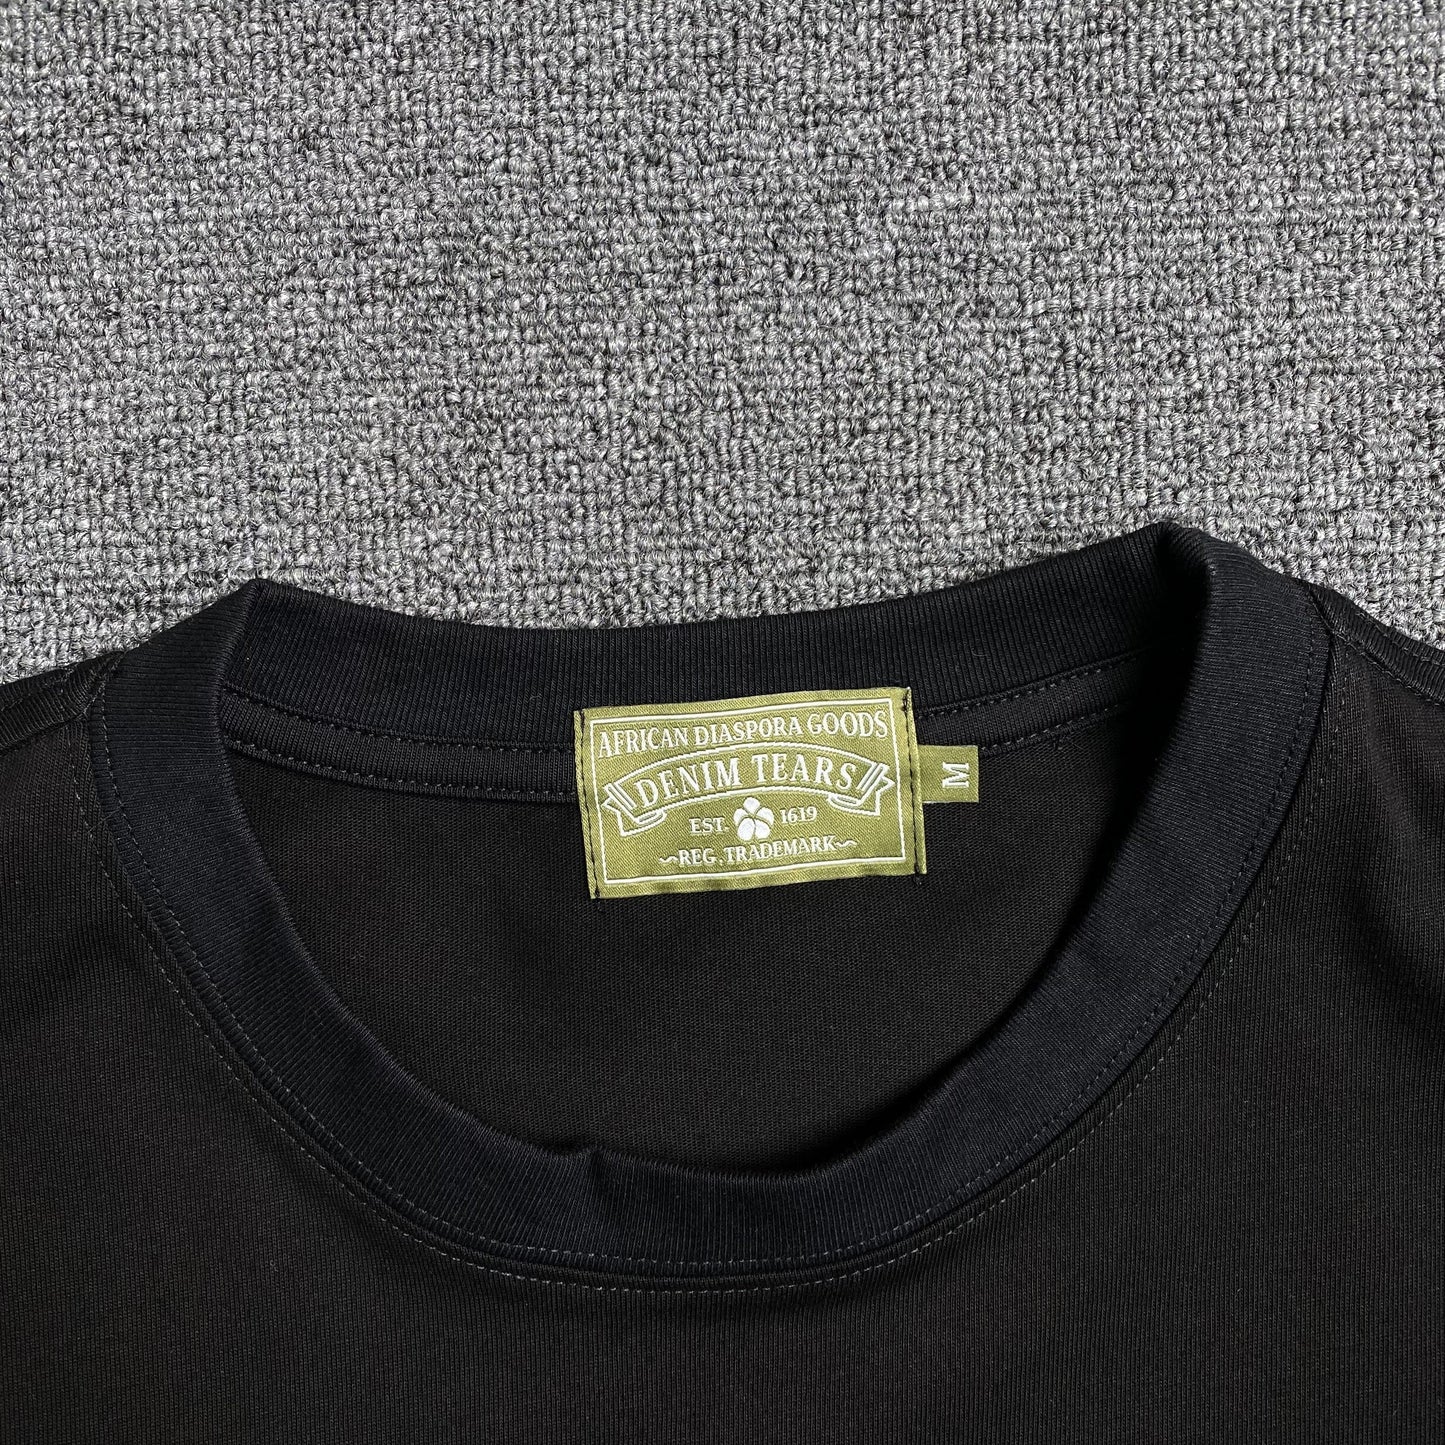 AFRICAN DIASPORA GOODS
DENIM TEARS
EST. 1619
~REG. TRADEMARK~
M